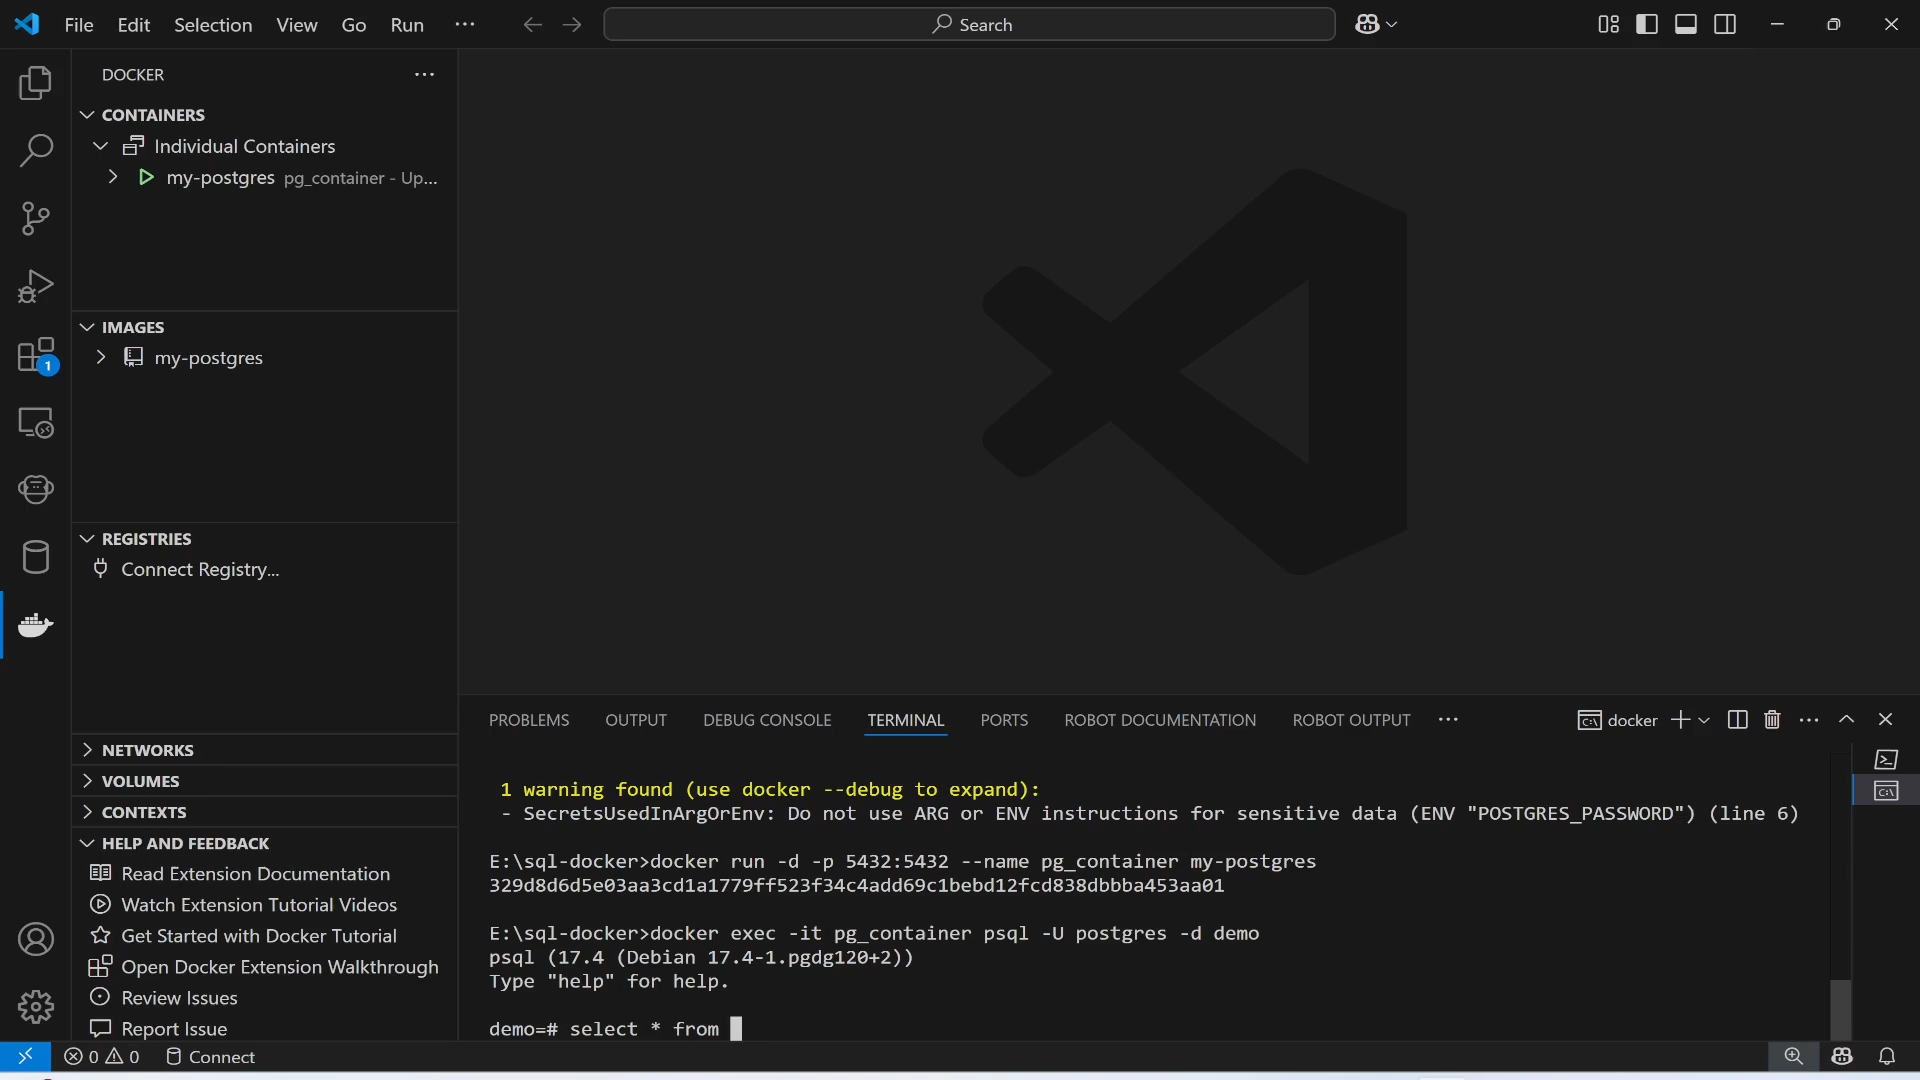 File Edit Selection View Go Run ···
Search
DOCKER
CONTAINERS
Individual Containers
my-postgres pg_container - Up...
1
IMAGES
my-postgres
REGISTRIES
Connect Registry...
NETWORKS
VOLUMES
CONTEXTS
HELP AND FEEDBACK
Read Extension Documentation
Watch Extension Tutorial Videos
Get Started with Docker Tutorial
Open Docker Extension Walkthrough
Review Issues
Report Issue
PROBLEMS OUTPUT DEBUG CONSOLE TERMINAL PORTS ROBOT DOCUMENTATION ROBOT OUTPUT ··· docker
1 warning found (use docker --debug to expand):
- SecretsUsedInArgOrEnv: Do not use ARG or ENV instructions for sensitive data (ENV "POSTGRES_PASSWORD") (line 6)
E:\sql-docker>docker run -d -p 5432:5432 --name pg_container my-postgres
329d8d6d5e03aa3cd1a1779ff523f34c4add69c1bebd12fcd838dbbba453aa01
E:\sql-docker>docker exec -it pg_container psql -U postgres -d demo
psql (17.4 (Debian 17.4-1.pgdg120+2))
Type "help" for help.
demo=# select * from
0 0 Connect